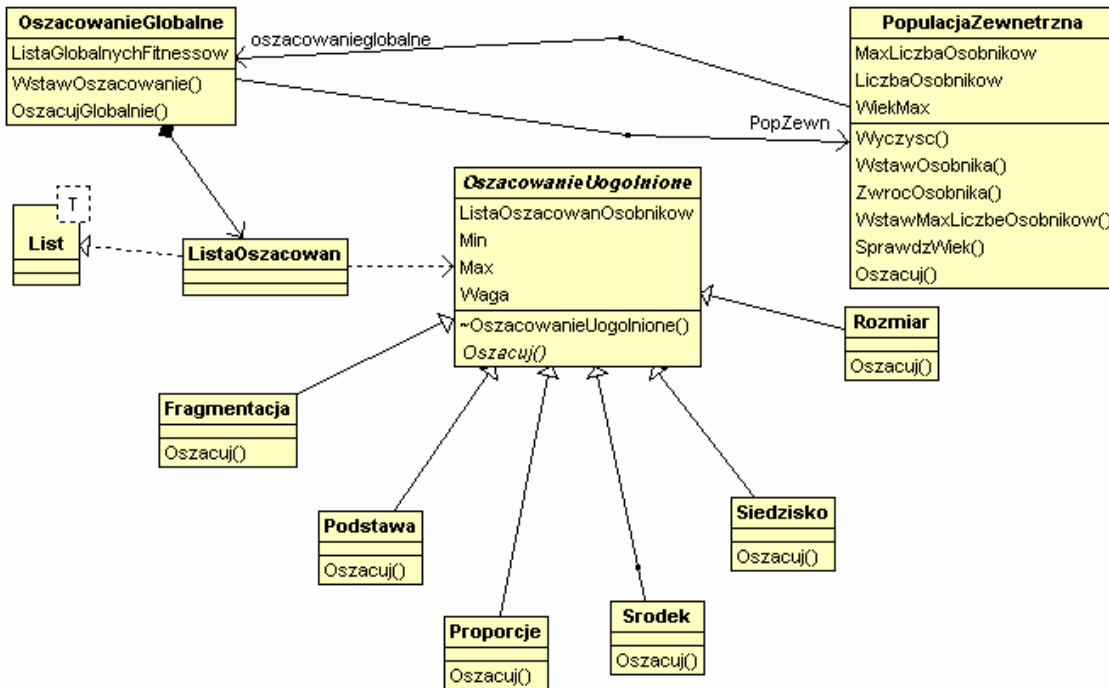 OszacowanieGlobalne
ListaGlobalnychFitnessow
WstawOszacowanie()
OszacujGlobalnie()
oszacowanieglobalne
PopZewn
PopulacjaZewnetrzna
MaxLiczbaOsobnikow
LiczbaOsobnikow
WiekMax
Wyczysc()
WstawOsobnika()
ZwrocOsobnika()
WstawMaxLiczbeOsobnikow()
SprawdzWiek()
Oszacuj()
T
List
ListaOszacowan
OszacowanieUogolnione
ListaOszacowanOsobnikow
Min
Max
Waga
~OszacowanieUogolnione()
Oszacuj()
Rozmiar
Oszacuj()
Fragmentacja
Oszacuj()
Podstawa
Oszacuj()
Siedzisko
Oszacuj()
Proporcje
Oszacuj()
Srodek
Oszacuj()